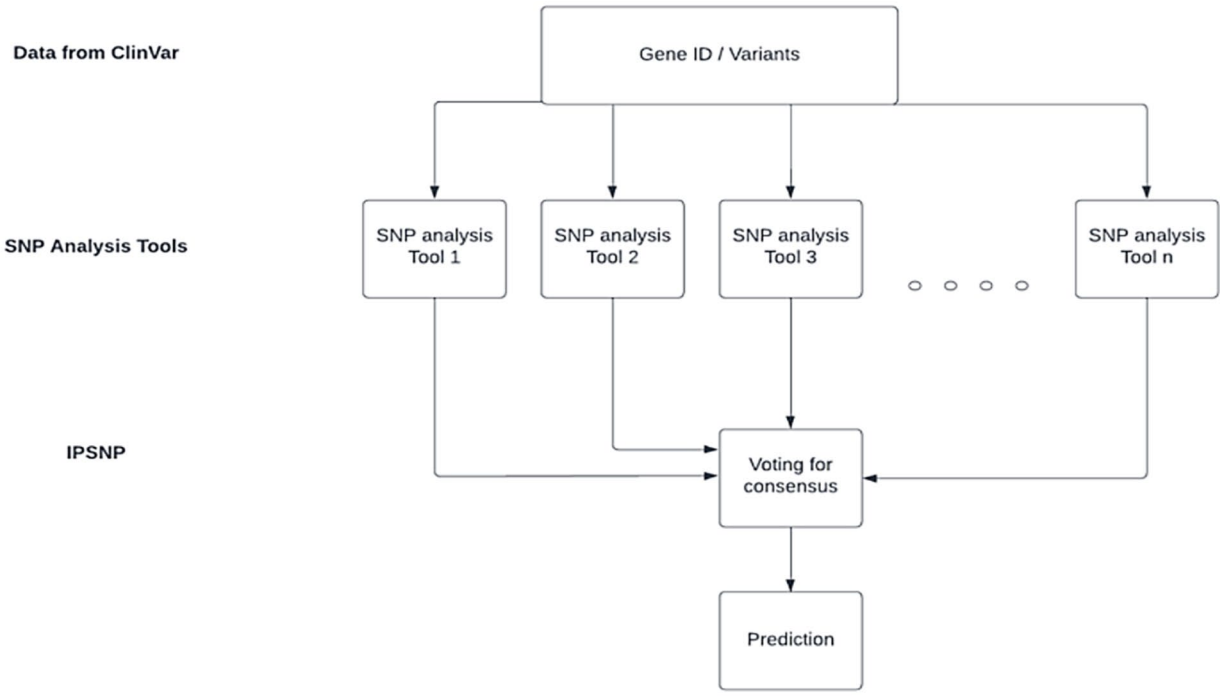 Data from ClinVar
Gene ID / Variants
SNP Analysis Tools
SNP analysis
Tool 1
SNP analysis
Tool 2
SNP analysis
Tool 3
SNP analysis
Tool n
IPSNP
Voting for
consensus
Prediction